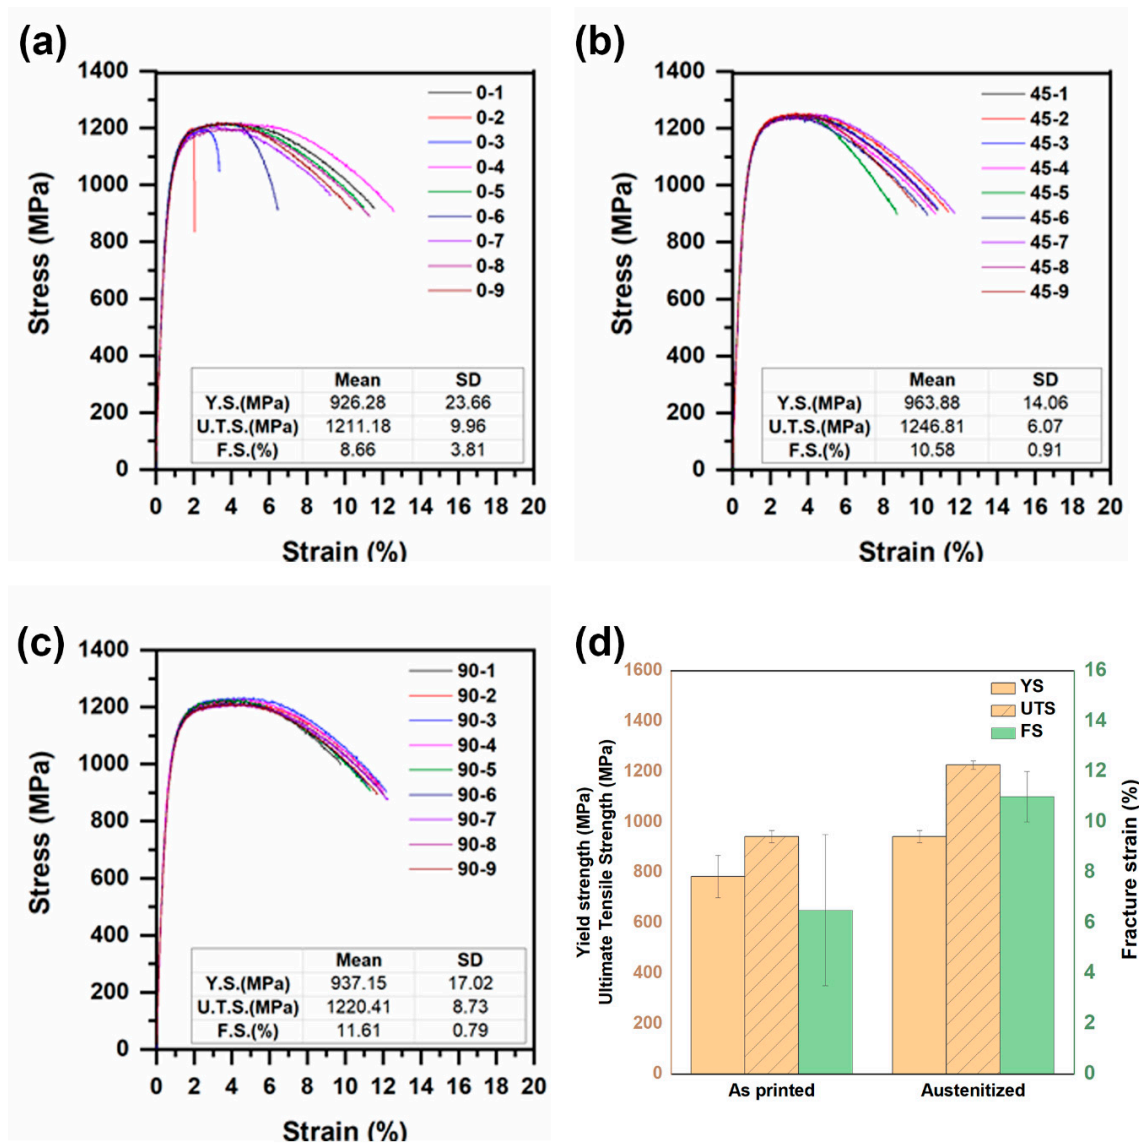 (a)
1400
1200
1000
800
600
400
200
0
Stress (MPa)
0-1
0-2
0-3
0-4
0-5
0-6
0-7
0-8
0-9
Mean SD
Y.S.(MPa) 926.28 23.66
U.T.S.(MPa) 1211.18 9.96
F.S.(%) 8.66 3.81
0 2 4 6 8 10 12 14 16 18 20
Strain (%)
(b)
1400
1200
1000
800
600
400
200
0
Stress (MPa)
45-1
45-2
45-3
45-4
45-5
45-6
45-7
45-8
45-9
Mean SD
Y.S.(MPa) 963.88 14.06
U.T.S.(MPa) 1246.81 6.07
F.S.(%) 10.58 0.91
0 2 4 6 8 10 12 14 16 18 20
Strain (%)
(c)
1400
1200
1000
800
600
400
200
0
Stress (MPa)
90-1
90-2
90-3
90-4
90-5
90-6
90-7
90-8
90-9
Mean SD
Y.S.(MPa) 937.15 17.02
U.T.S.(MPa) 1220.41 8.73
F.S.(%) 11.61 0.79
0 2 4 6 8 10 12 14 16 18 20
Strain (%)
(d)
1600
1400
1200
1000
800
600
400
200
0
Yield strength (MPa)
Ultimate Tensile Strength (MPa)
YS
UTS
FS
16
14
12
10
8
6
4
2
0
Fracture strain (%)
As printed Austenitized